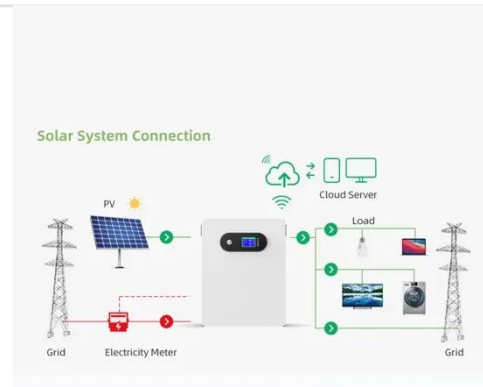 Solar System Connection
Cloud Server
PV
Load
Grid
Electricity Meter
Grid